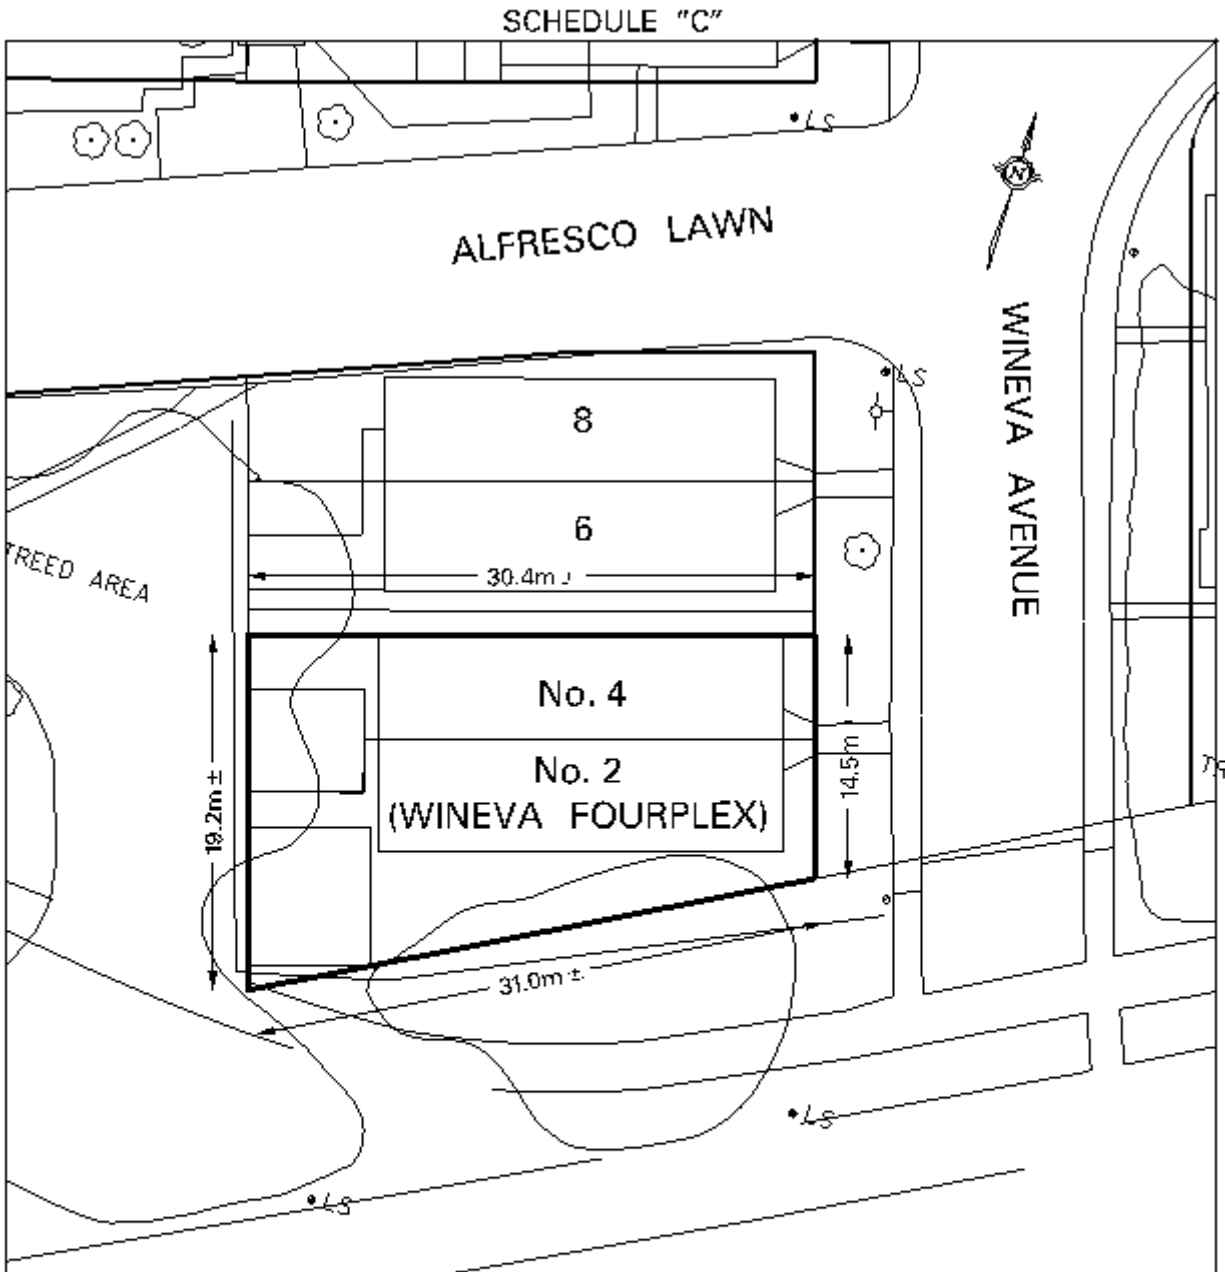 SCHEDULE "C"
LS
N
ALFRESCO LAWN
WINEVA AVENUE
LS
8
6
TREED AREA
30.4m ±
No. 4
No. 2
(WINEVA FOURPLEX)
19.2m ±
14.5m
31.0m ±
LS
LS